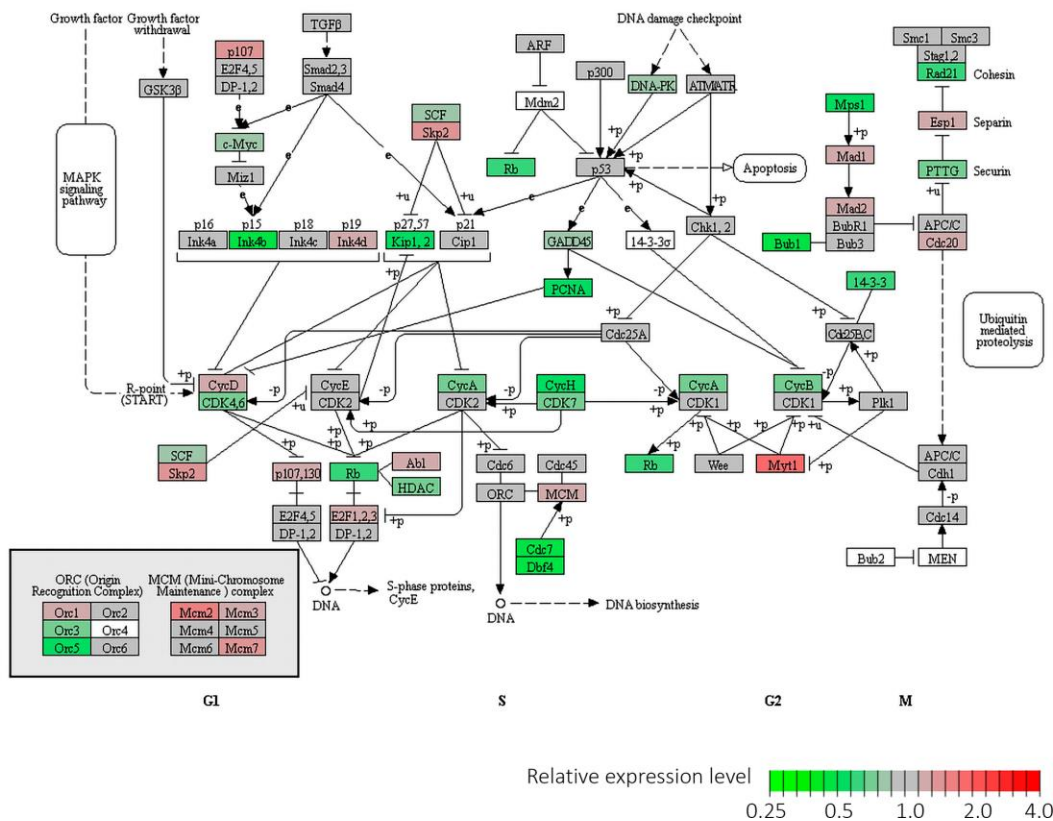 Growth factor
Growth factor
withdrawal
TGFβ
DNA damage checkpoint
p107
E2F4,5
DP-1,2
Smad2,3
Smad4
GSK3β
ARF
p300
DNA-PK
ATM/ATR
Smc1
Smc3
Stag1,2
Rad21
Cohesin
Mdm2
SCF
Skp2
Mps1
Esp1
Separin
e
e
+p
+p
+p
c-Myc
Rb
p53
Apoptosis
Mad1
PTTG
Securin
MAPK
signaling
pathway
Miz1
e
e
+u
+u
+p
+p
+u
e
e
e
Mad2
BubR1
Bub3
Bub1
APC/C
Cdc20
p16
p15
p18
p19
p27,57
p21
Ink4a
Ink4b
Ink4c
Ink4d
Kip1, 2
Cip1
GADD45
14-3-3σ
Chk1, 2
+p
PCNA
14-3-3
+p
+p
Cdc25A
Cdc25B,C
Ubiquitin
mediated
proteolysis
+p
R-point
(START)
CycD
CDK4,6
-p
+u
CycE
CDK2
-p
CycA
CDK2
-p
+p
CycH
CDK7
-p
+p
CycA
CDK1
CycB
CDK1
-p
+p
+p
+p
Plk1
+u
SCF
Skp2
+p
+p
+p
+p
+p
+p
+p
p107,130
Rb
Abl
HDAC
Cdc6
Cdc45
Rb
Wee
Myt1
+p
APC/C
Cdh1
ORC
MCM
-p
E2F4,5
DP-1,2
E2F1,2,3
DP-1,2
+p
+p
Cdc14
Cdc7
Dbf4
Bub2
MEN
DNA
S-phase proteins,
CycE
DNA
DNA biosynthesis
ORC (Origin
Recognition Complex)
MCM (Mini-Chromosome
Maintenance ) complex
Orc1
Orc2
Mcm2
Mcm3
Orc3
Orc4
Mcm4
Mcm5
Orc5
Orc6
Mcm6
Mcm7
G1
S
G2
M
Relative expression level
0.25
0.5
1.0
2.0
4.0